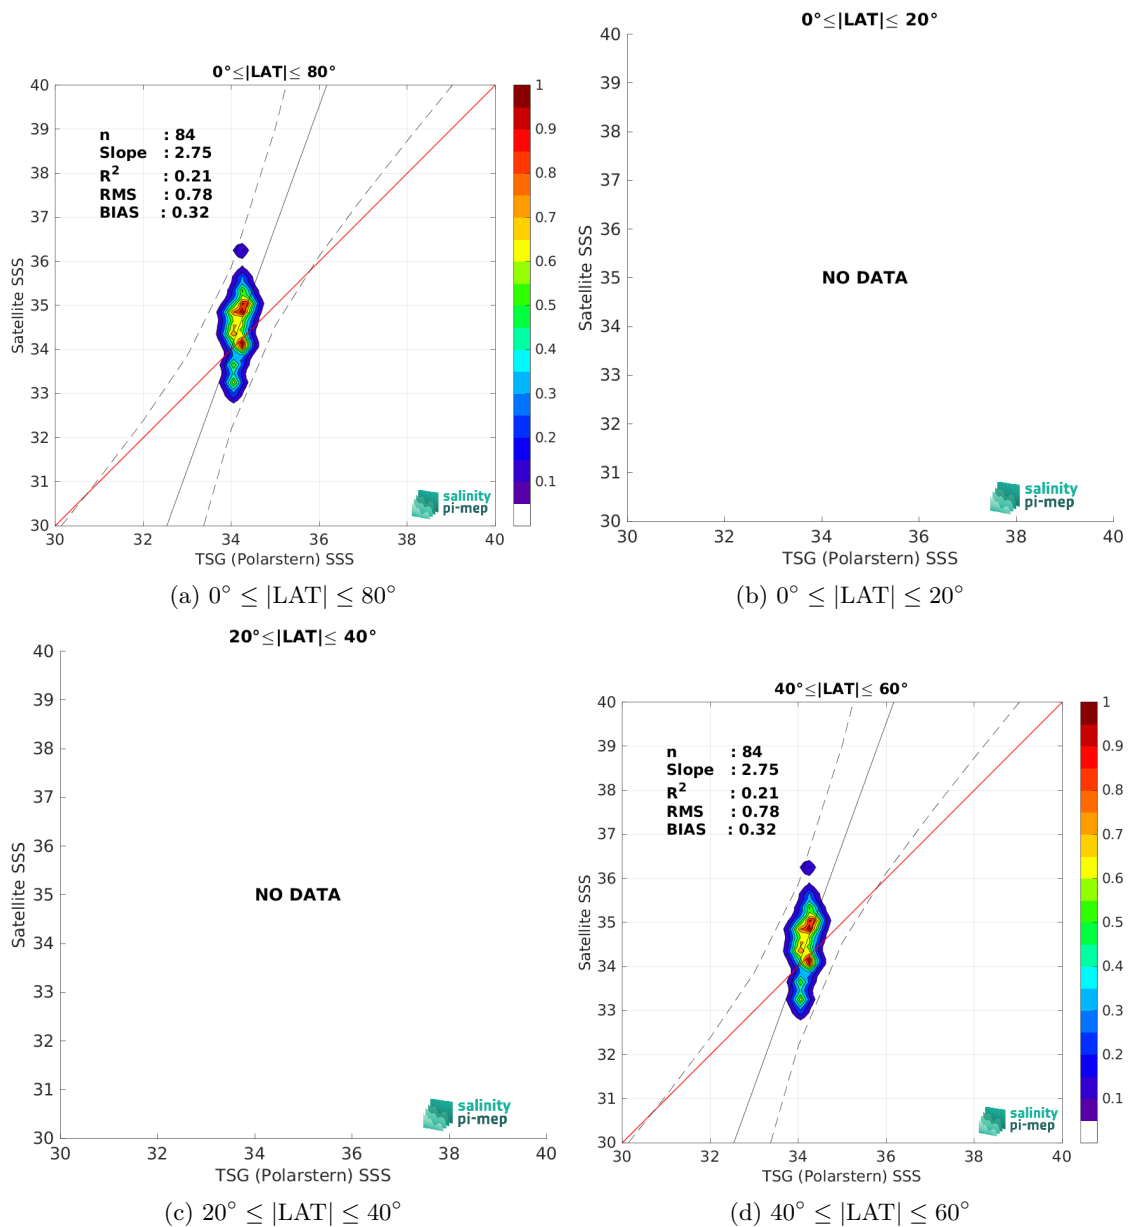 0°≤|LAT|≤ 80°
40
39
38
37
36
35
34
33
32
31
30
Satellite SSS
n : 84
Slope : 2.75
R² : 0.21
RMS : 0.78
BIAS : 0.32
salinity
pi-mep
30 32 34 36 38 40
TSG (Polarstern) SSS
1
0.9
0.8
0.7
0.6
0.5
0.4
0.3
0.2
0.1
(a) 0° ≤ |LAT| ≤ 80°
0°≤|LAT|≤ 20°
40
39
38
37
36
35
34
33
32
31
30
Satellite SSS
NO DATA
salinity
pi-mep
30 32 34 36 38 40
TSG (Polarstern) SSS
(b) 0° ≤ |LAT| ≤ 20°
20°≤|LAT|≤ 40°
40
39
38
37
36
35
34
33
32
31
30
Satellite SSS
NO DATA
salinity
pi-mep
30 32 34 36 38 40
TSG (Polarstern) SSS
(c) 20° ≤ |LAT| ≤ 40°
40°≤|LAT|≤ 60°
40
39
38
37
36
35
34
33
32
31
30
Satellite SSS
n : 84
Slope : 2.75
R² : 0.21
RMS : 0.78
BIAS : 0.32
salinity
pi-mep
30 32 34 36 38 40
TSG (Polarstern) SSS
1
0.9
0.8
0.7
0.6
0.5
0.4
0.3
0.2
0.1
(d) 40° ≤ |LAT| ≤ 60°